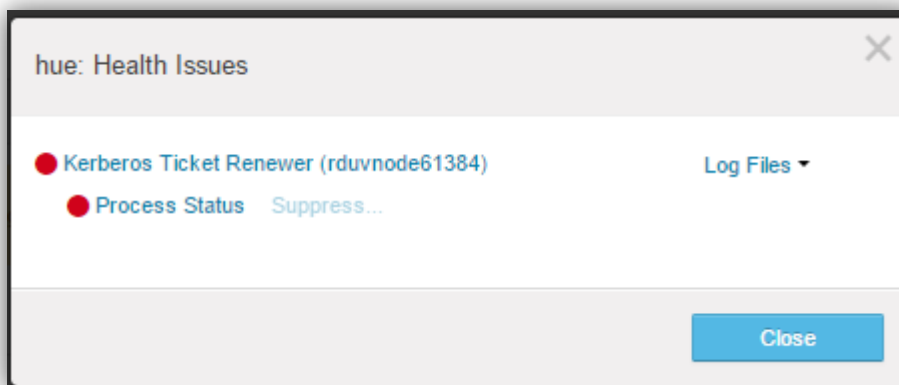 hue: Health Issues
Kerberos Ticket Renewer (rduvnode61384) Log Files
Process Status Suppress...
Close